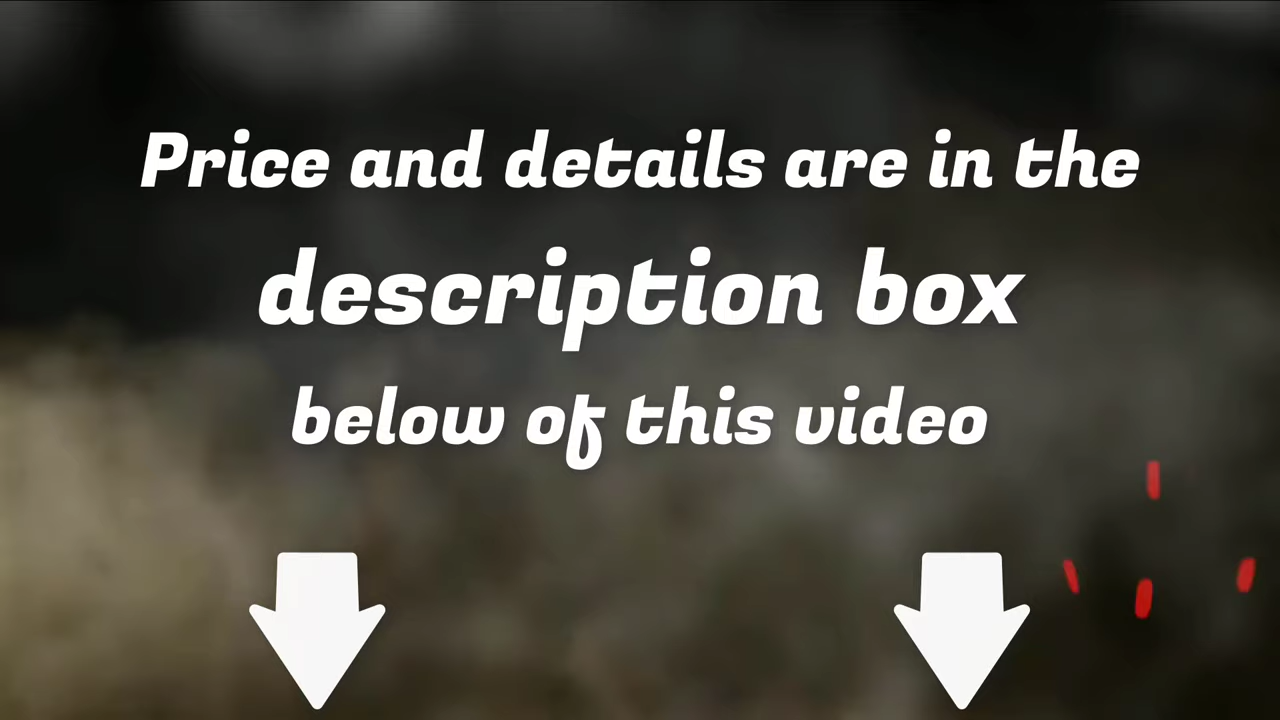 Price and details are in the
description box
below of this video